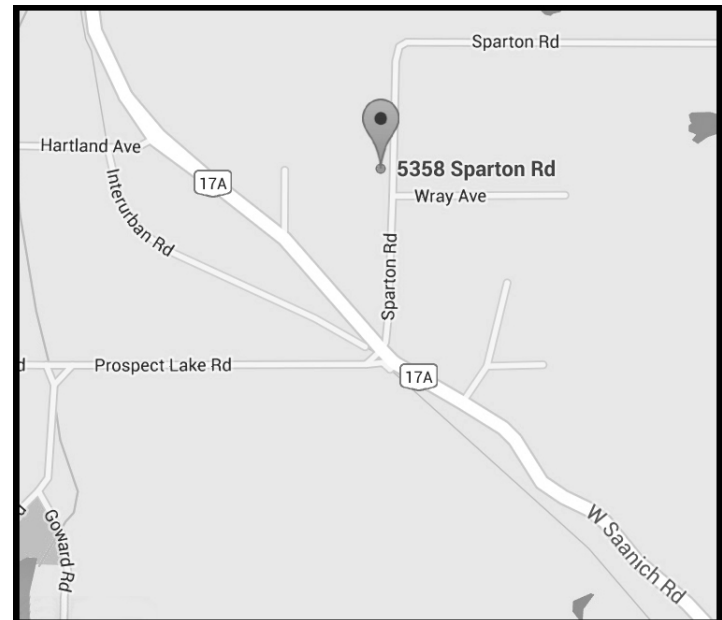 Sparton Rd
Hartland Ave
5358 Sparton Rd
17A
Wray Ave
Interurban Rd
Sparton Rd
Prospect Lake Rd
17A
Goward Rd
W Saanich Rd